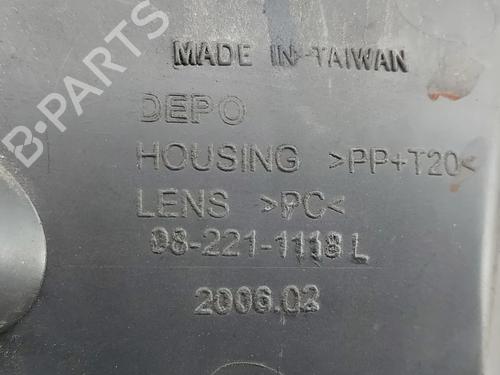 B-PARTS
MADE IN TAIWAN
DEPO
HOUSING >PP+T20<
LENS >PC<
08-221-1118 L
2006.02